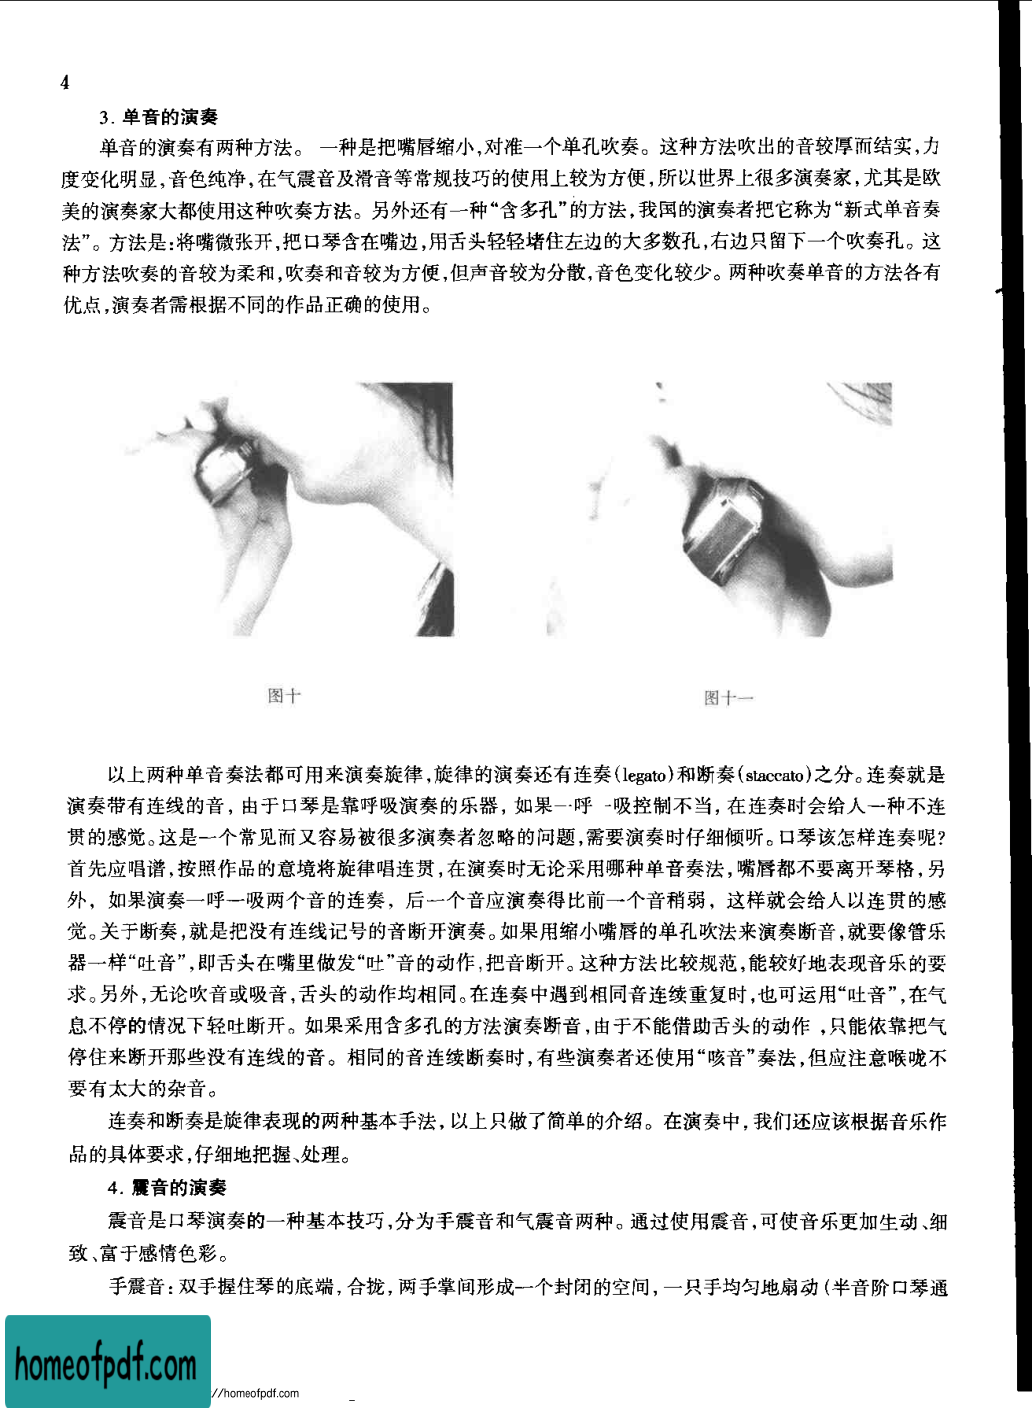 4
3. 单音的演奏
单音的演奏有两种方法。 一种是把嘴唇缩小,对准一个单孔吹奏。这种方法吹出的音较厚而结实,力
度变化明显,音色纯净,在气震音及滑音等常规技巧的使用上较为方便,所以世界上很多演奏家,尤其是欧
美的演奏家大都使用这种吹奏方法。另外还有一种“含多孔”的方法,我国的演奏者把它称为“新式单音奏
法”。方法是:将嘴微张开,把口琴含在嘴边,用舌头轻轻堵住左边的大多数孔,右边只留下一个吹奏孔。这
种方法吹奏的音较为柔和,吹奏和音较为方便,但声音较为分散,音色变化较少。两种吹奏单音的方法各有
优点,演奏者需根据不同的作品正确的使用。
图十
图十一
以上两种单音奏法都可用来演奏旋律,旋律的演奏还有连奏(legato)和断奏(staccato)之分。连奏就是
演奏带有连线的音, 由于口琴是靠呼吸演奏的乐器, 如果一呼一吸控制不当, 在连奏时会给人一种不连
贯的感觉。这是一个常见而又容易被很多演奏者忽略的问题,需要演奏时仔细倾听。口琴该怎样连奏呢?
首先应唱谱,按照作品的意境将旋律唱连贯,在演奏时无论采用哪种单音奏法,嘴唇都不要离开琴格,另
外, 如果演奏一呼一吸两个音的连奏, 后一个音应演奏得比前一个音稍弱, 这样就会给人以连贯的感
觉。关于断奏,就是把没有连线记号的音断开演奏。如果用缩小嘴唇的单孔吹法来演奏断音,就要像管乐
器一样“吐音”,即舌头在嘴里做发“吐”音的动作,把音断开。这种方法比较规范,能较好地表现音乐的要
求。另外,无论吹音或吸音,舌头的动作均相同。在连奏中遇到相同音连续重复时,也可运用“吐音”,在气
息不停的情况下轻吐断开。如果采用含多孔的方法演奏断音,由于不能借助舌头的动作 ,只能依靠把气
停住来断开那些没有连线的音。相同的音连续断奏时,有些演奏者还使用“咳音”奏法,但应注意喉咙不
要有太大的杂音。
连奏和断奏是旋律表现的两种基本手法,以上只做了简单的介绍。在演奏中,我们还应该根据音乐作
品的具体要求,仔细地把握、处理。
4. 震音的演奏
震音是口琴演奏的一种基本技巧,分为手震音和气震音两种。通过使用震音,可使音乐更加生动、细
致、富于感情色彩。
手震音: 双手握住琴的底端, 合拢, 两手掌间形成一个封闭的空间, 一只手均匀地扇动 (半音阶口琴通
homeofpdf.com
//homeofpdf.com